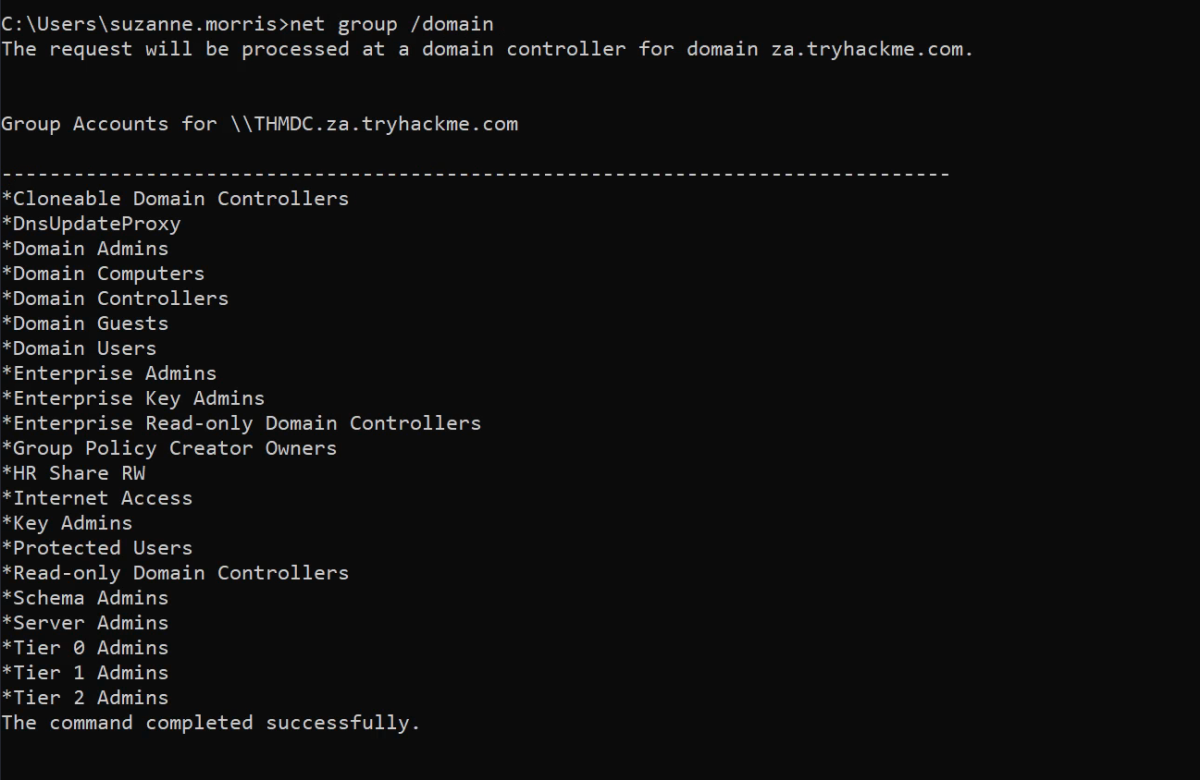 C:\Users\suzanne.morris>net group /domain
The request will be processed at a domain controller for domain za.tryhackme.com.
Group Accounts for \\THMDC.za.tryhackme.com
-------------------------------------------------------------------------------
*Cloneable Domain Controllers
*DnsUpdateProxy
*Domain Admins
*Domain Computers
*Domain Controllers
*Domain Guests
*Domain Users
*Enterprise Admins
*Enterprise Key Admins
*Enterprise Read-only Domain Controllers
*Group Policy Creator Owners
*HR Share RW
*Internet Access
*Key Admins
*Protected Users
*Read-only Domain Controllers
*Schema Admins
*Server Admins
*Tier 0 Admins
*Tier 1 Admins
*Tier 2 Admins
The command completed successfully.